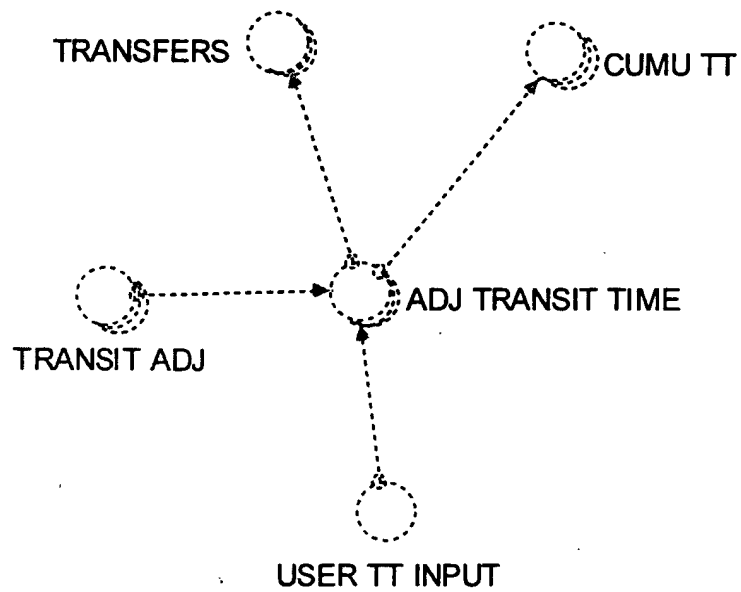 TRANSFERS
CUMU TT
ADJ TRANSIT TIME
TRANSIT ADJ
USER TT INPUT